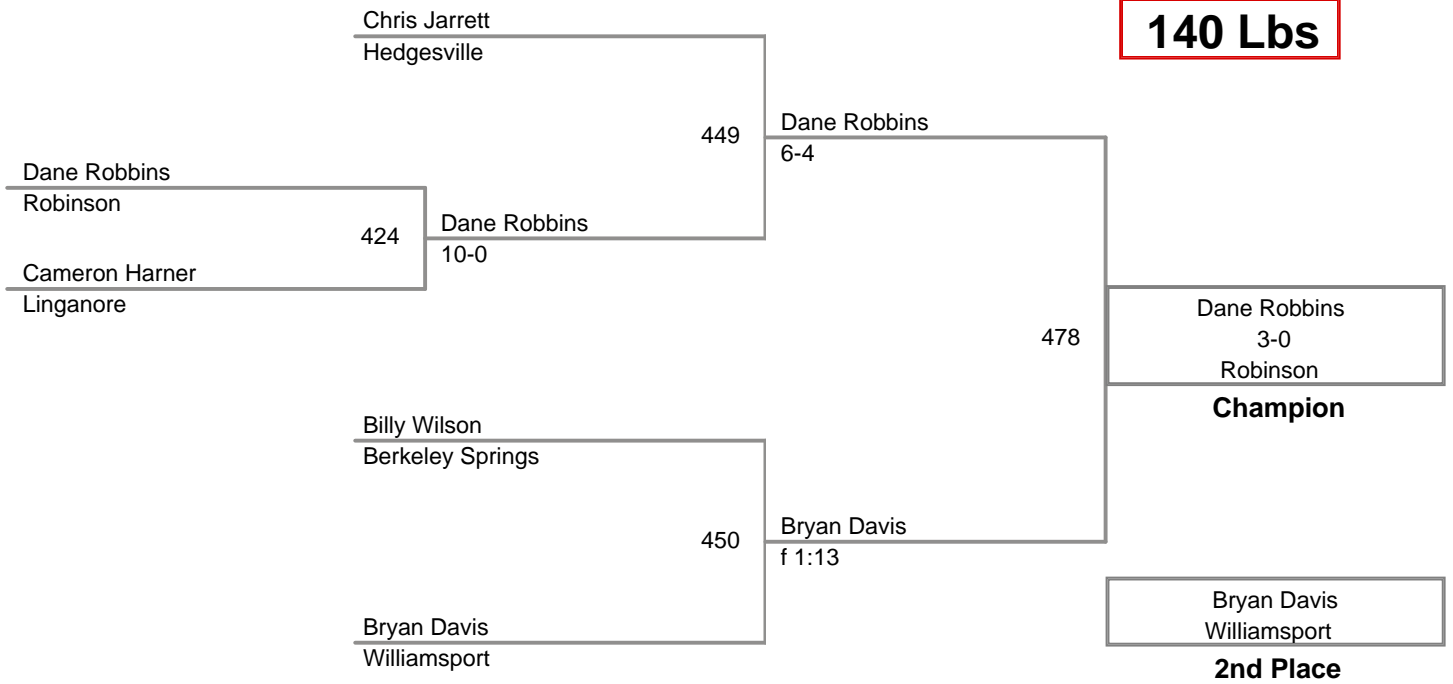 Chris Jarrett
140 Lbs
Hedgesville
449
Dane Robbins
6-4
Dane Robbins
Robinson
424
Dane Robbins
10-0
Cameron Harner
Linganore
478
Dane Robbins
3-0
Robinson
Champion
Billy Wilson
Berkeley Springs
450
Bryan Davis
f 1:13
Bryan Davis
Williamsport
Bryan Davis
Williamsport
2nd Place